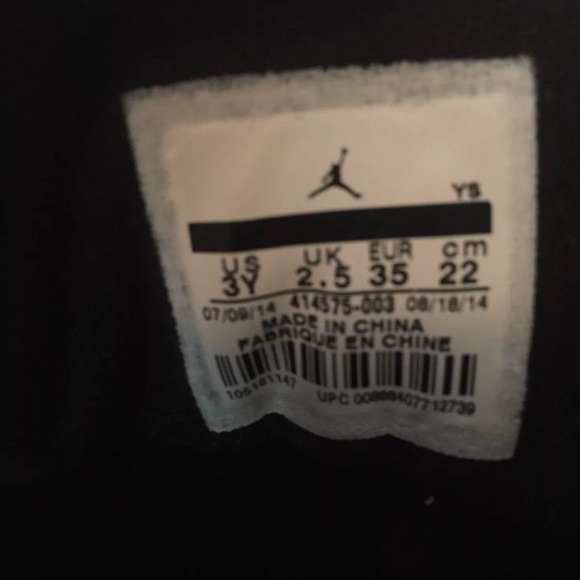 YS
US UK EUR cm
3Y 2.5 35 22
07/09/14 414575-003 08/18/14
MADE IN CHINA
FABRIQUE EN CHINE
105161147 UPC 00888407712739